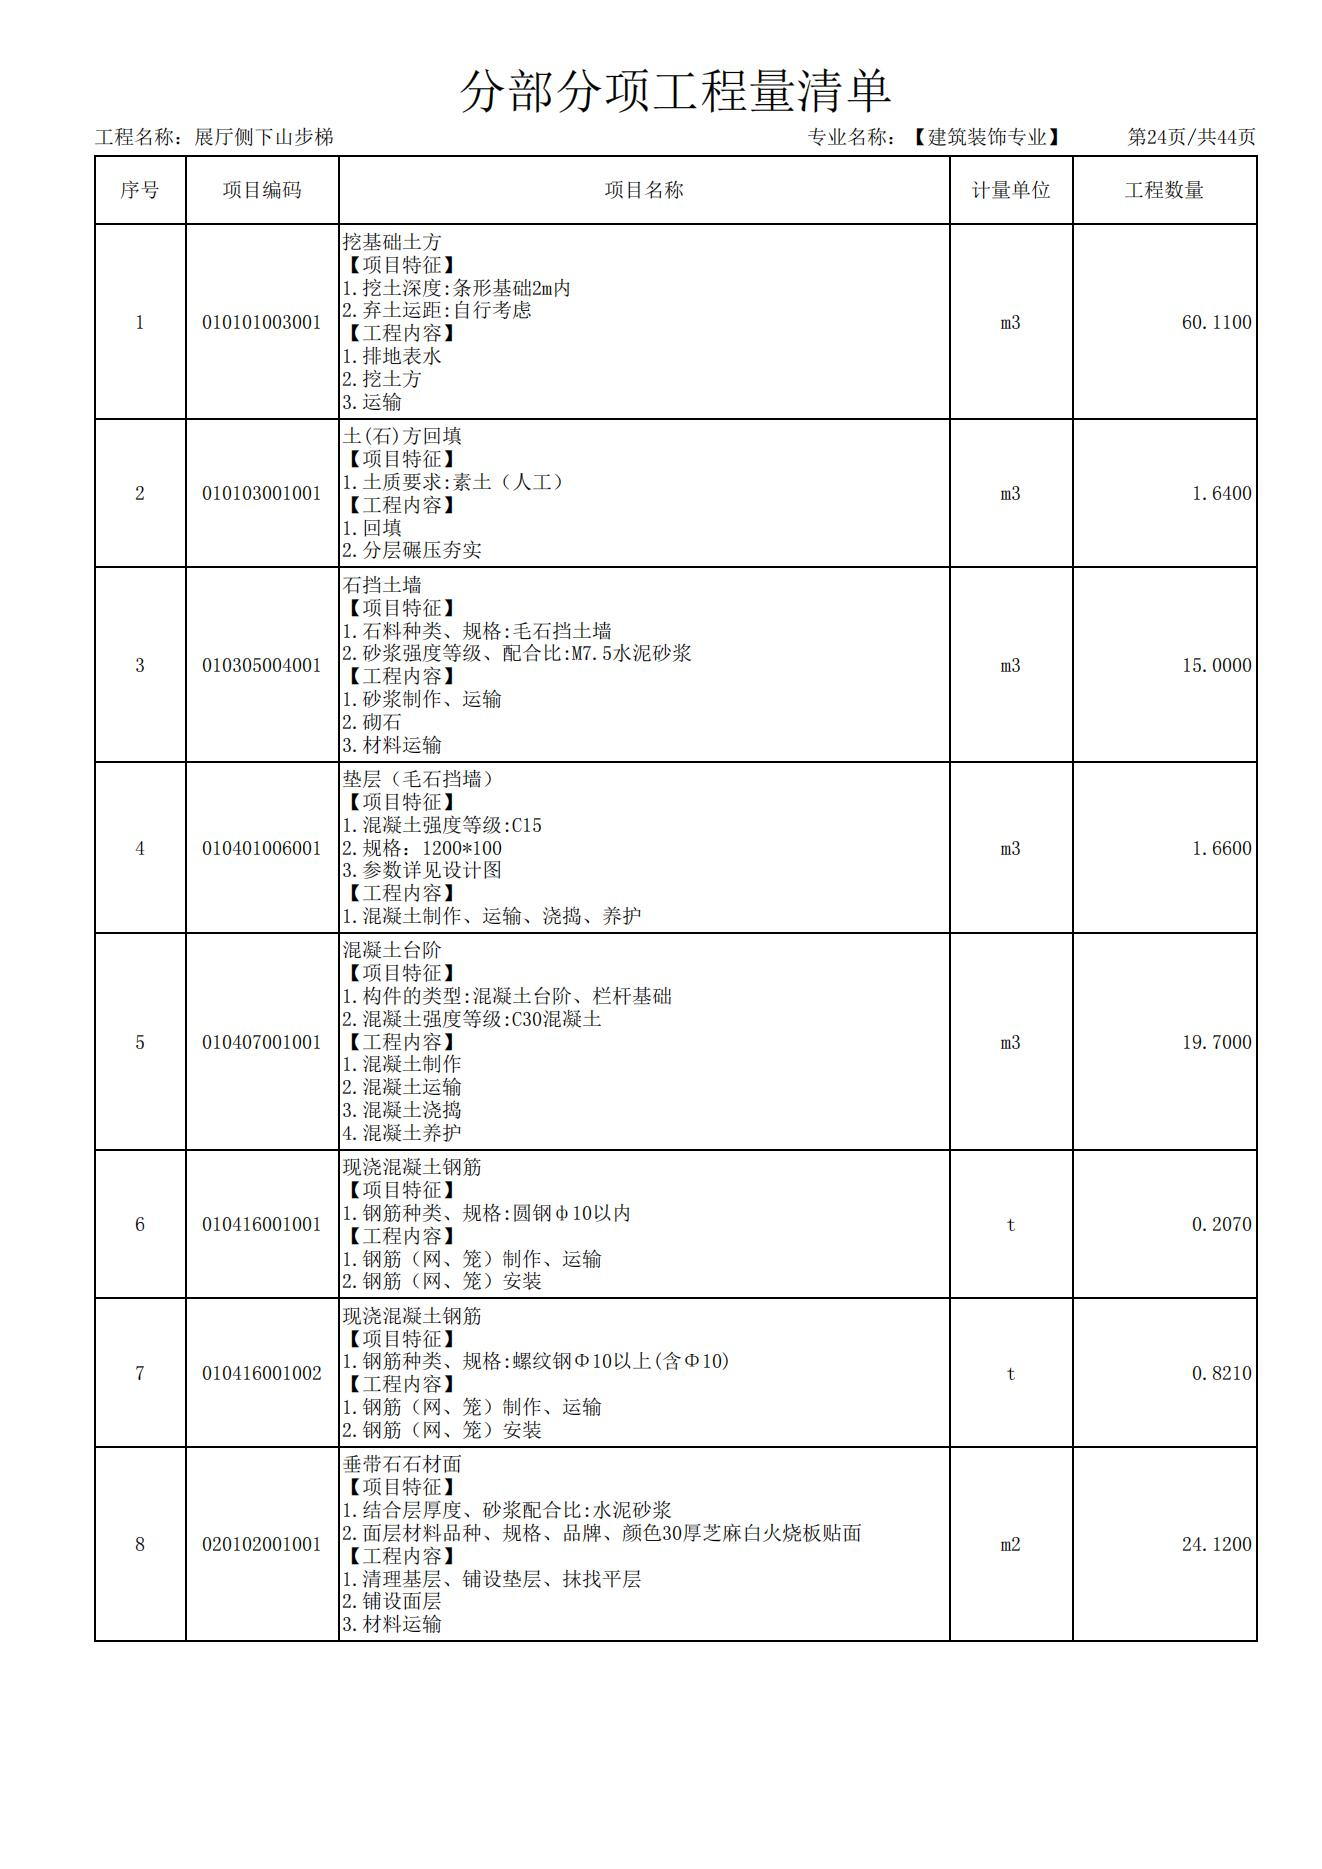 分部分项工程量清单
工程名称：展厅侧下山步梯 专业名称：【建筑装饰专业】 第24页/共44页
序号 项目编码 项目名称 计量单位 工程数量
1 010101003001 挖基础土方 m3 60.1100
【项目特征】
1.挖土深度:条形基础2m内
2.弃土运距:自行考虑
【工程内容】
1.排地表水
2.挖土方
3.运输
2 010103001001 土(石)方回填 m3 1.6400
【项目特征】
1.土质要求:素土（人工）
【工程内容】
1.回填
2.分层碾压夯实
3 010305004001 石挡土墙 m3 15.0000
【项目特征】
1.石料种类、规格:毛石挡土墙
2.砂浆强度等级、配合比:M7.5水泥砂浆
【工程内容】
1.砂浆制作、运输
2.砌石
3.材料运输
4 010401006001 垫层（毛石挡墙） m3 1.6600
【项目特征】
1.混凝土强度等级:C15
2.规格：1200*100
3.参数详见设计图
【工程内容】
1.混凝土制作、运输、浇捣、养护
5 010407001001 混凝土台阶 m3 19.7000
【项目特征】
1.构件的类型:混凝土台阶、栏杆基础
2.混凝土强度等级:C30混凝土
【工程内容】
1.混凝土制作
2.混凝土运输
3.混凝土浇捣
4.混凝土养护
6 010416001001 现浇混凝土钢筋 t 0.2070
【项目特征】
1.钢筋种类、规格:圆钢ф10以内
【工程内容】
1.钢筋（网、笼）制作、运输
2.钢筋（网、笼）安装
7 010416001002 现浇混凝土钢筋 t 0.8210
【项目特征】
1.钢筋种类、规格:螺纹钢Φ10以上(含Φ10)
【工程内容】
1.钢筋（网、笼）制作、运输
2.钢筋（网、笼）安装
8 020102001001 垂带石石材面 m2 24.1200
【项目特征】
1.结合层厚度、砂浆配合比:水泥砂浆
2.面层材料品种、规格、品牌、颜色30厚芝麻白火烧板贴面
【工程内容】
1.清理基层、铺设垫层、抹找平层
2.铺设面层
3.材料运输